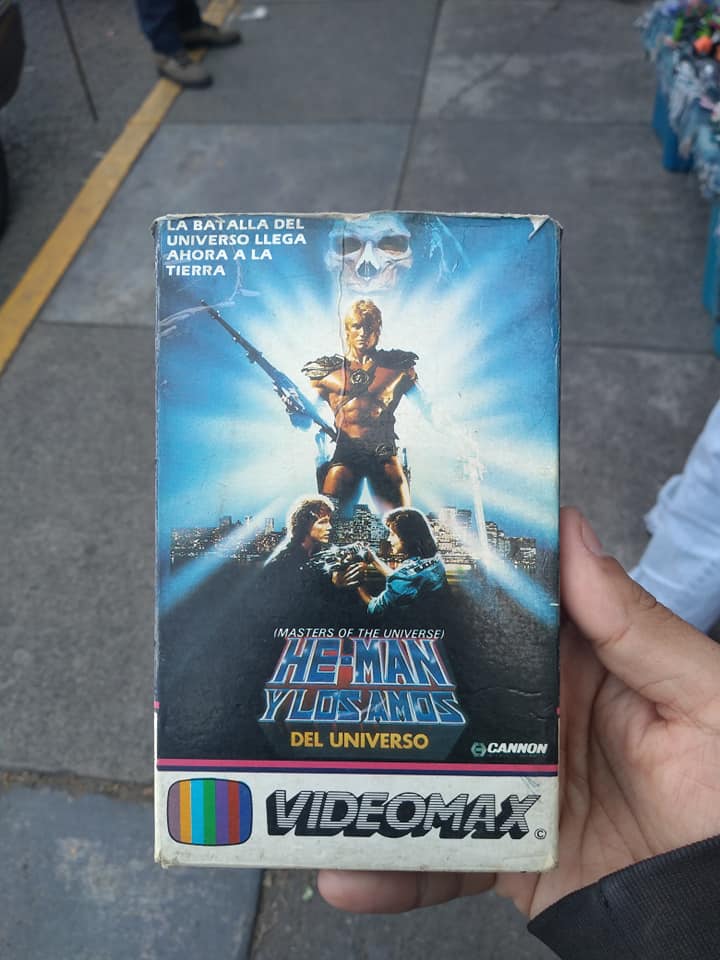 LA BATALLA DEL
UNIVERSO LLEGA
AHORA A LA
TIERRA
(MASTERS OF THE UNIVERSE)
HE-MAN
Y LOS AMOS
DEL UNIVERSO
CANNON
VIDEOMAX ©